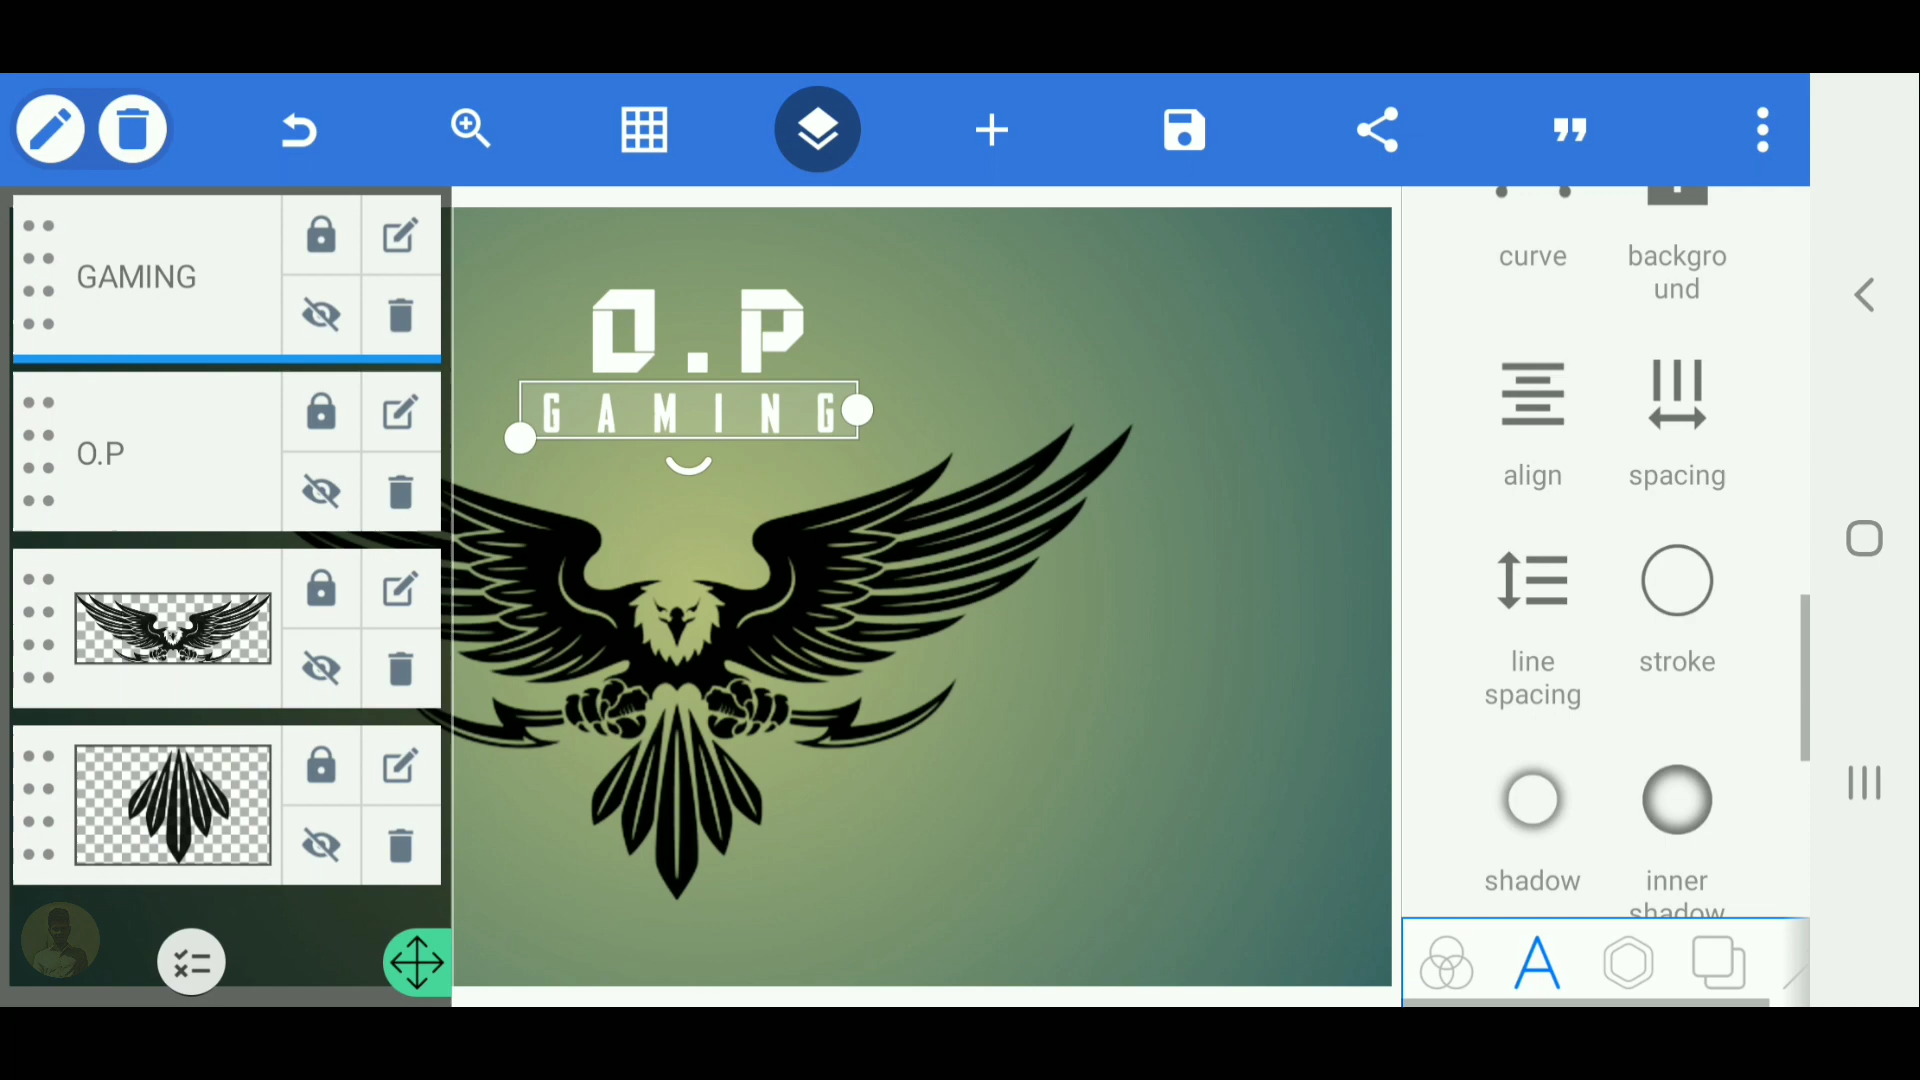 GAMING
O.P
O.P
GAMING
curve
backgro
und
align
spacing
line
spacing
stroke
shadow
inner
shadow